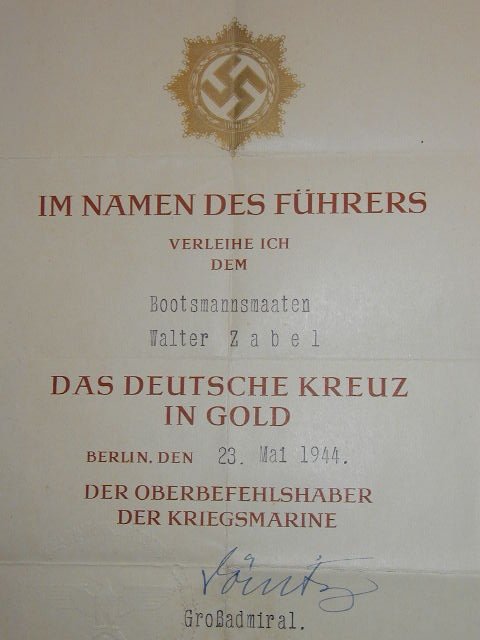 IM NAMEN DES FÜHRERS
VERLEIHE ICH
DEM
Bootsmannsmaaten
Walter Zabel
DAS DEUTSCHE KREUZ
IN GOLD
BERLIN, DEN 23. Mai 1944.
DER OBERBEFEHLSHABER
DER KRIEGSMARINE
Dönitz
Großadmiral.